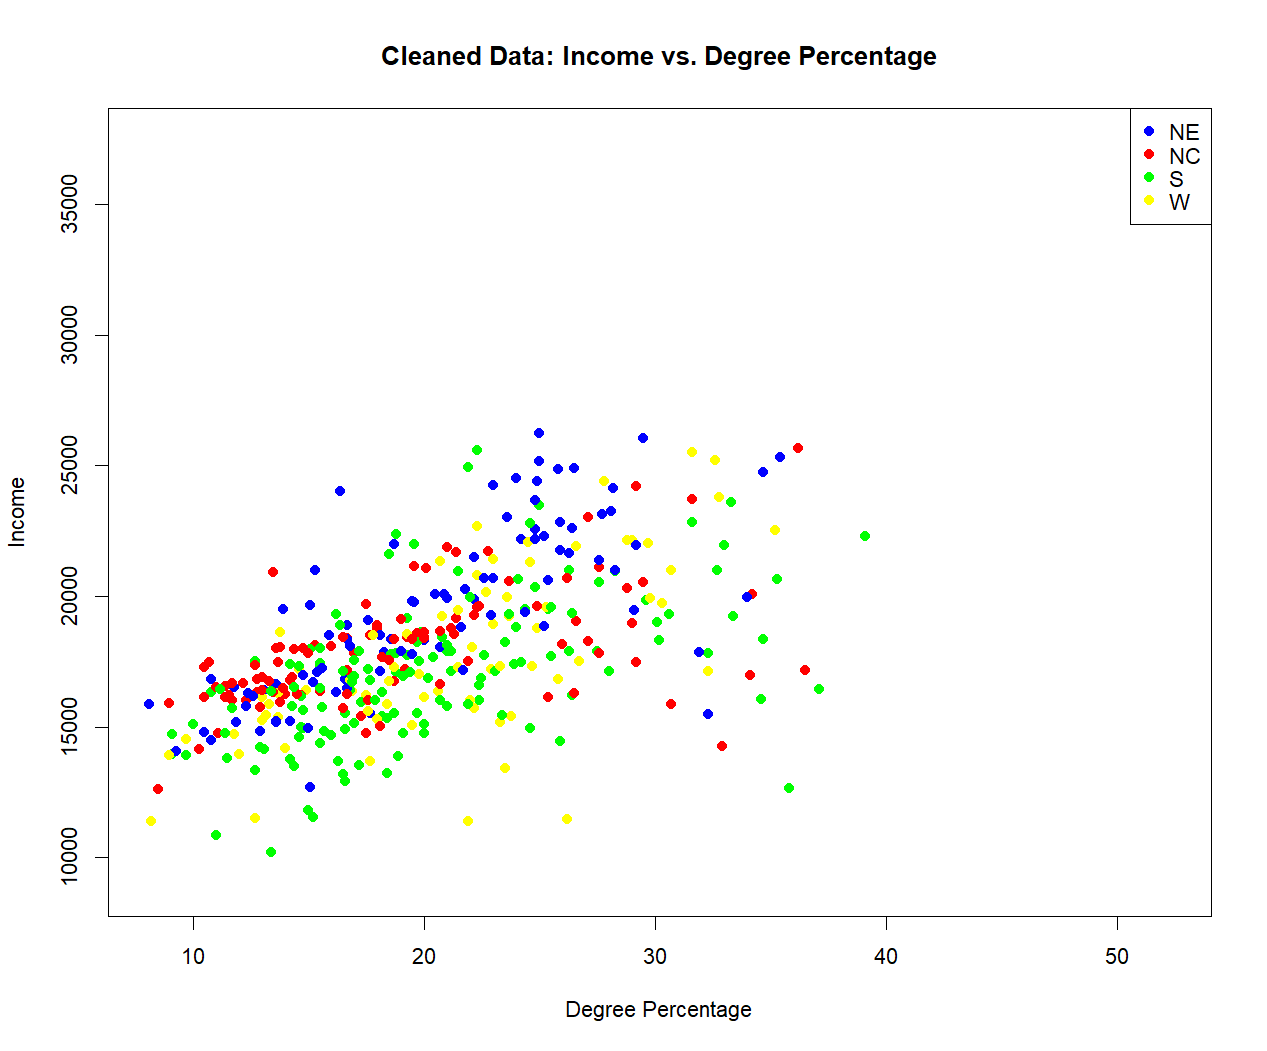 Cleaned Data: Income vs. Degree Percentage
NE
NC
S
W
35000
30000
25000
20000
15000
10000
Income
10 20 30 40 50
Degree Percentage